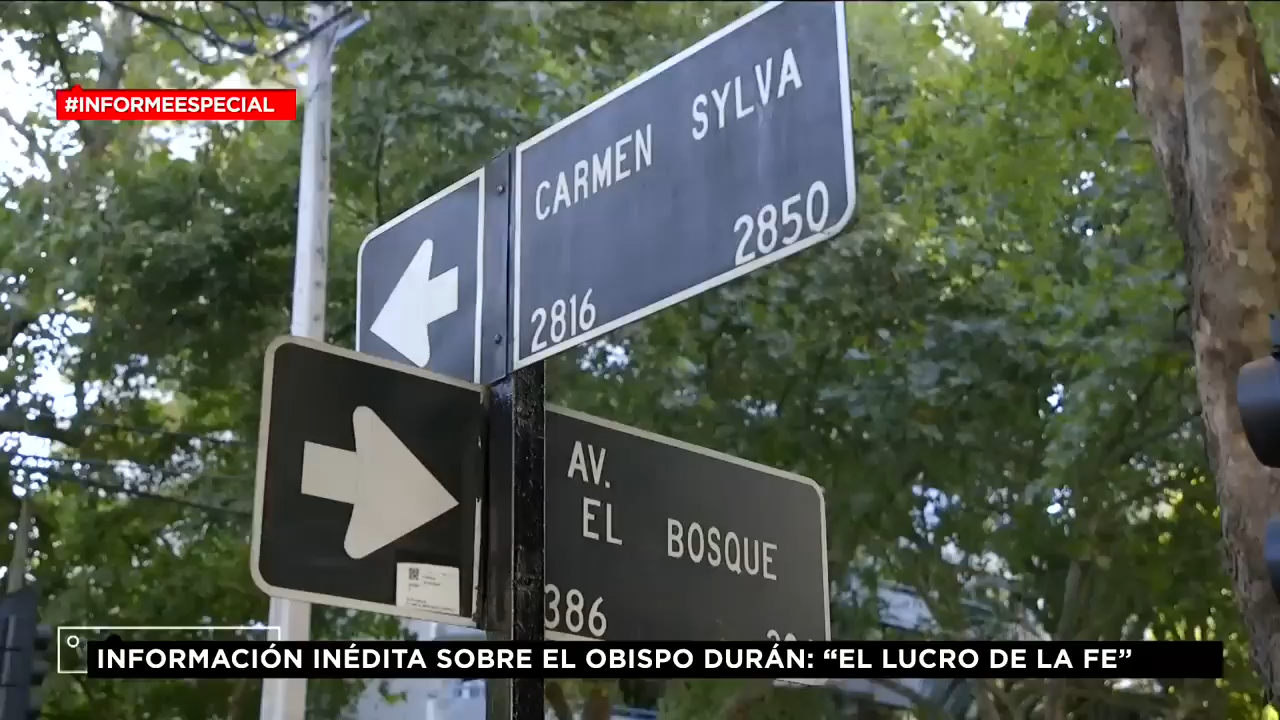 #INFORMEESPECIAL
CARMEN SYLVA
2850
2816
AV.
EL BOSQUE
386
INFORMACIÓN INÉDITA SOBRE EL OBISPO DURÁN: “EL LUCRO DE LA FE”